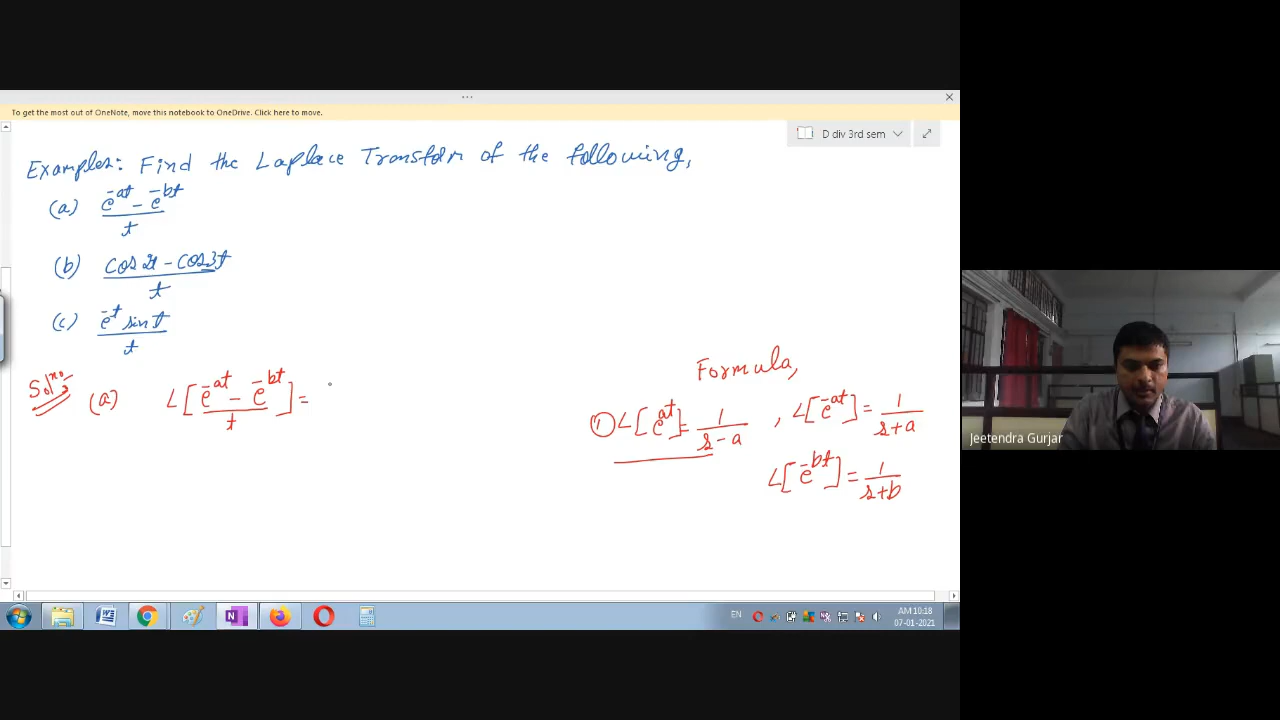 To get the most out of OneNote, move this notebook to OneDrive. Click here to move.
D div 3rd sem
Examples: Find the Laplace Transform of the following,
(a) e^-at - e^-bt / t
(b) cos 2t - cos 3t / t
(c) e^-t sin t / t
Sol^no (a) L[e^-at - e^-bt / t] =
Formula,
① L[e^at] = 1/s-a , L[e^-at] = 1/s+a
L[e^-bt] = 1/s+b
Jeetendra Gurjar
EN
AM 10:18
07-01-2021